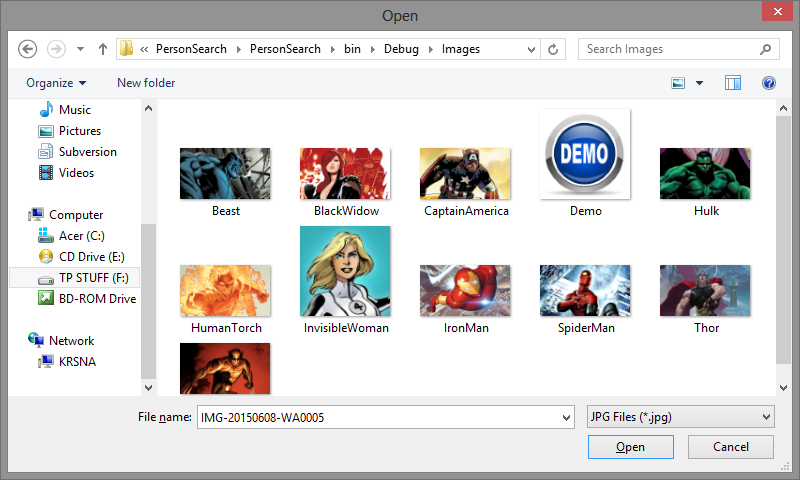 Open
« PersonSearch PersonSearch bin Debug Images
Search Images
Organize New folder
Music
Pictures
Subversion
Videos
Computer
Acer (C:)
CD Drive (E:)
TP STUFF (F:)
BD-ROM Drive
Network
KRSNA
DEMO
Beast BlackWidow CaptainAmerica Demo Hulk
HumanTorch InvisibleWoman IronMan SpiderMan Thor
File name: IMG-20150608-WA0005 JPG Files (*.jpg)
Open Cancel